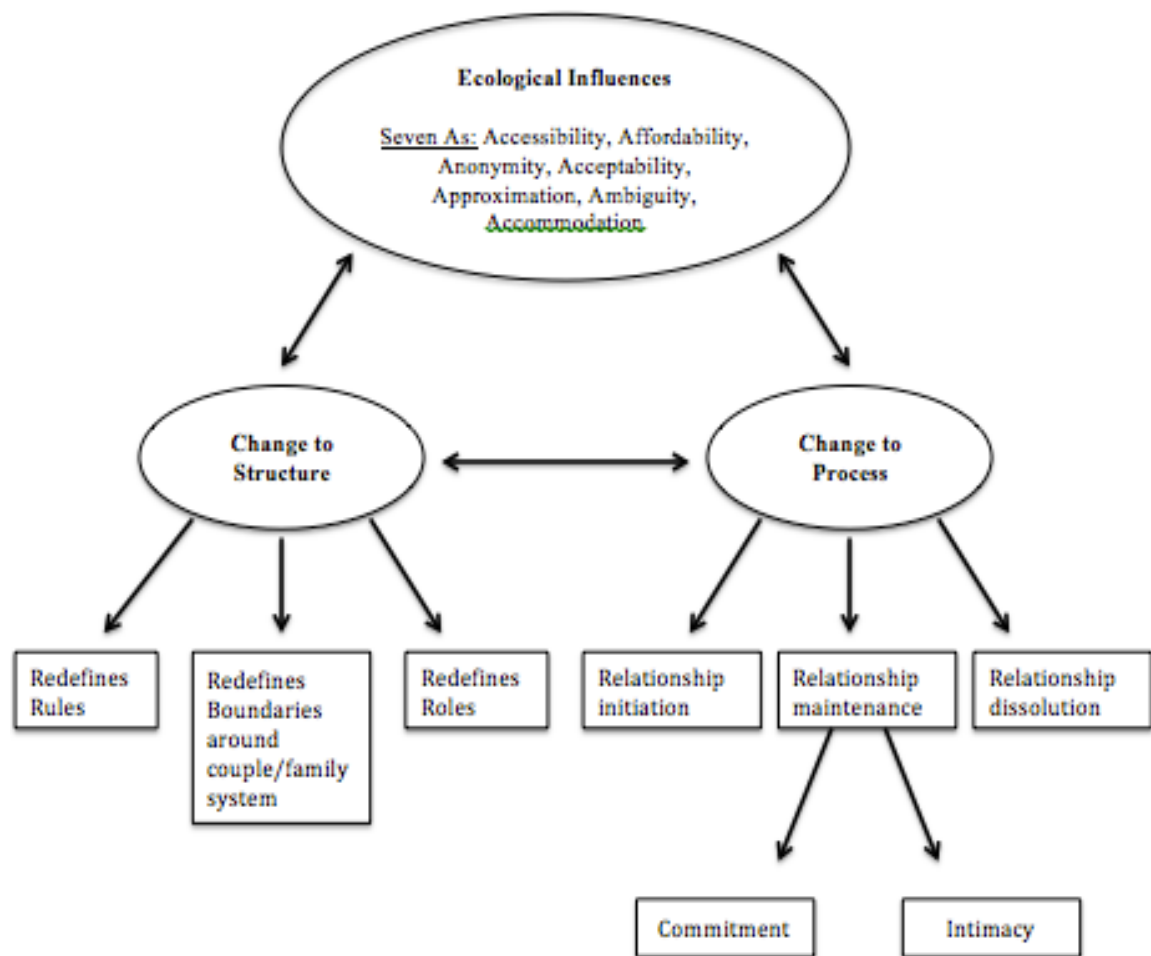 Ecological Influences
Seven As: Accessibility, Affordability,
Anonymity, Acceptability,
Approximation, Ambiguity,
Accommodation
Change to
Structure
Change to
Process
Redefines
Rules
Redefines
Boundaries
around
couple/family
system
Redefines
Roles
Relationship
initiation
Relationship
maintenance
Relationship
dissolution
Commitment
Intimacy